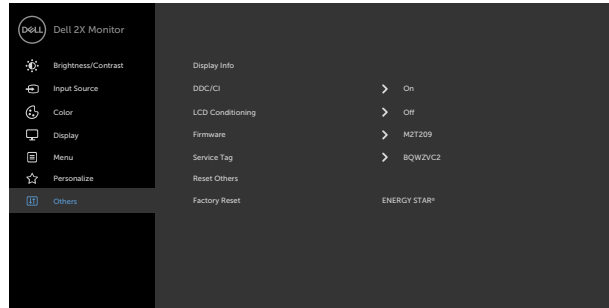 DELL Dell 2X Monitor
Brightness/Contrast Display Info
Input Source DDC/CI > On
Color LCD Conditioning > Off
Display Firmware > M2T209
Menu Service Tag > BQWZVC2
Personalize Reset Others
Others Factory Reset ENERGY STAR®